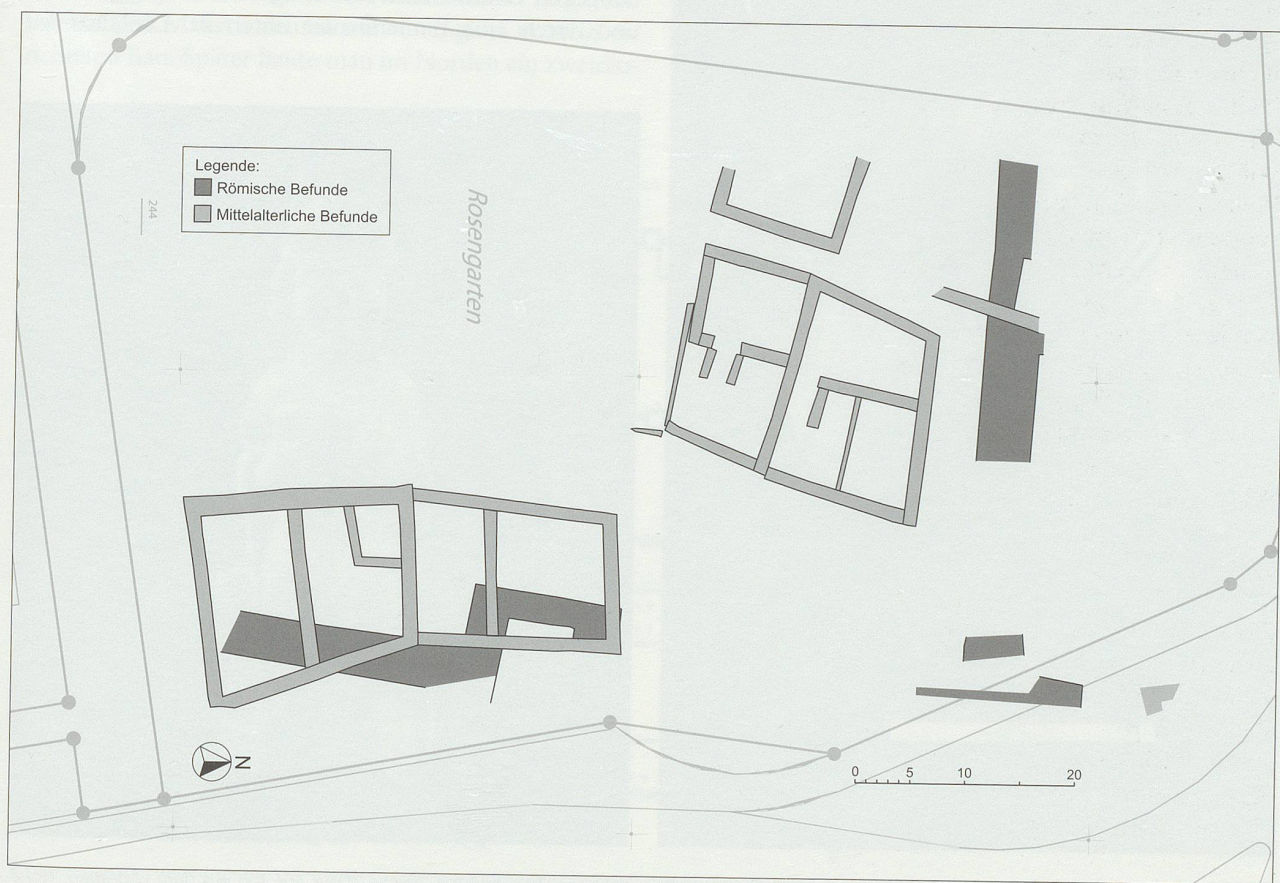 Legende:
Römische Befunde
Mittelalterliche Befunde
244
Rosengarten
N
0 5 10 20